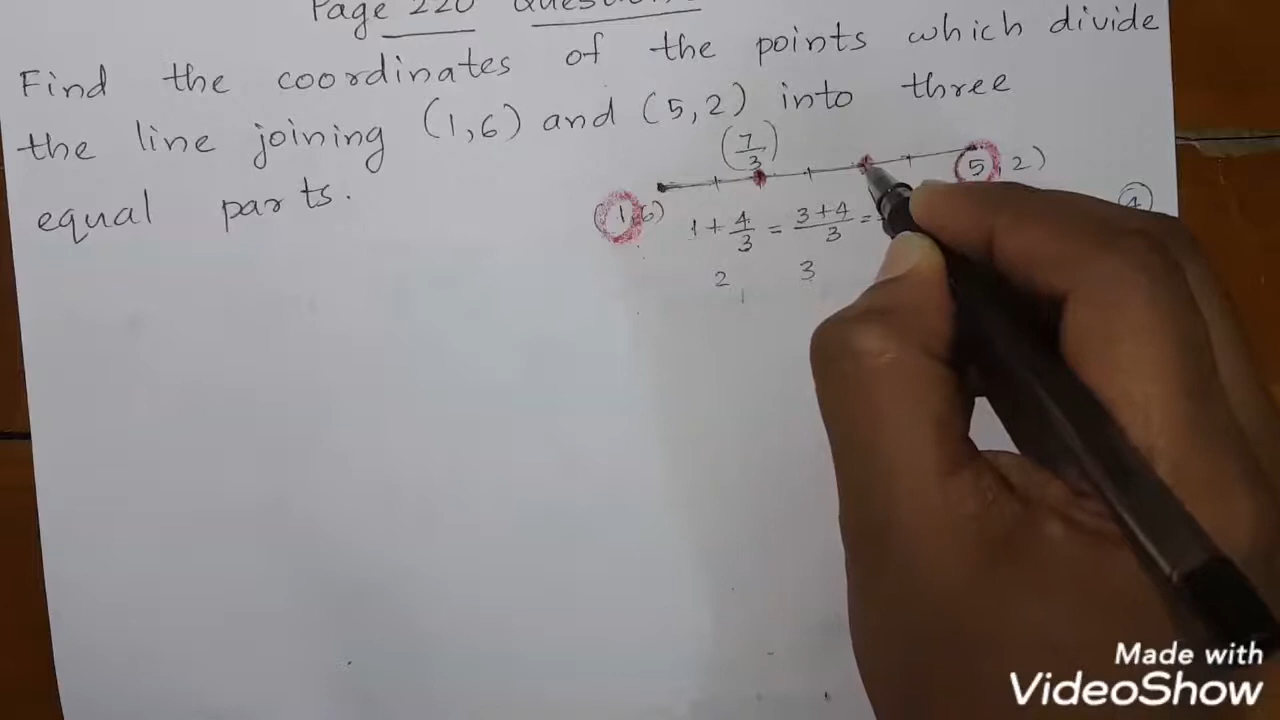 Page 220
Find the coordinates of the points which divide
the line joining (1,6) and (5,2) into three
equal parts.
(7/3)
(1,6)
(5, 2)
1 + 4/3 = 3+4/3 =
4
2 3
Made with
VideoShow